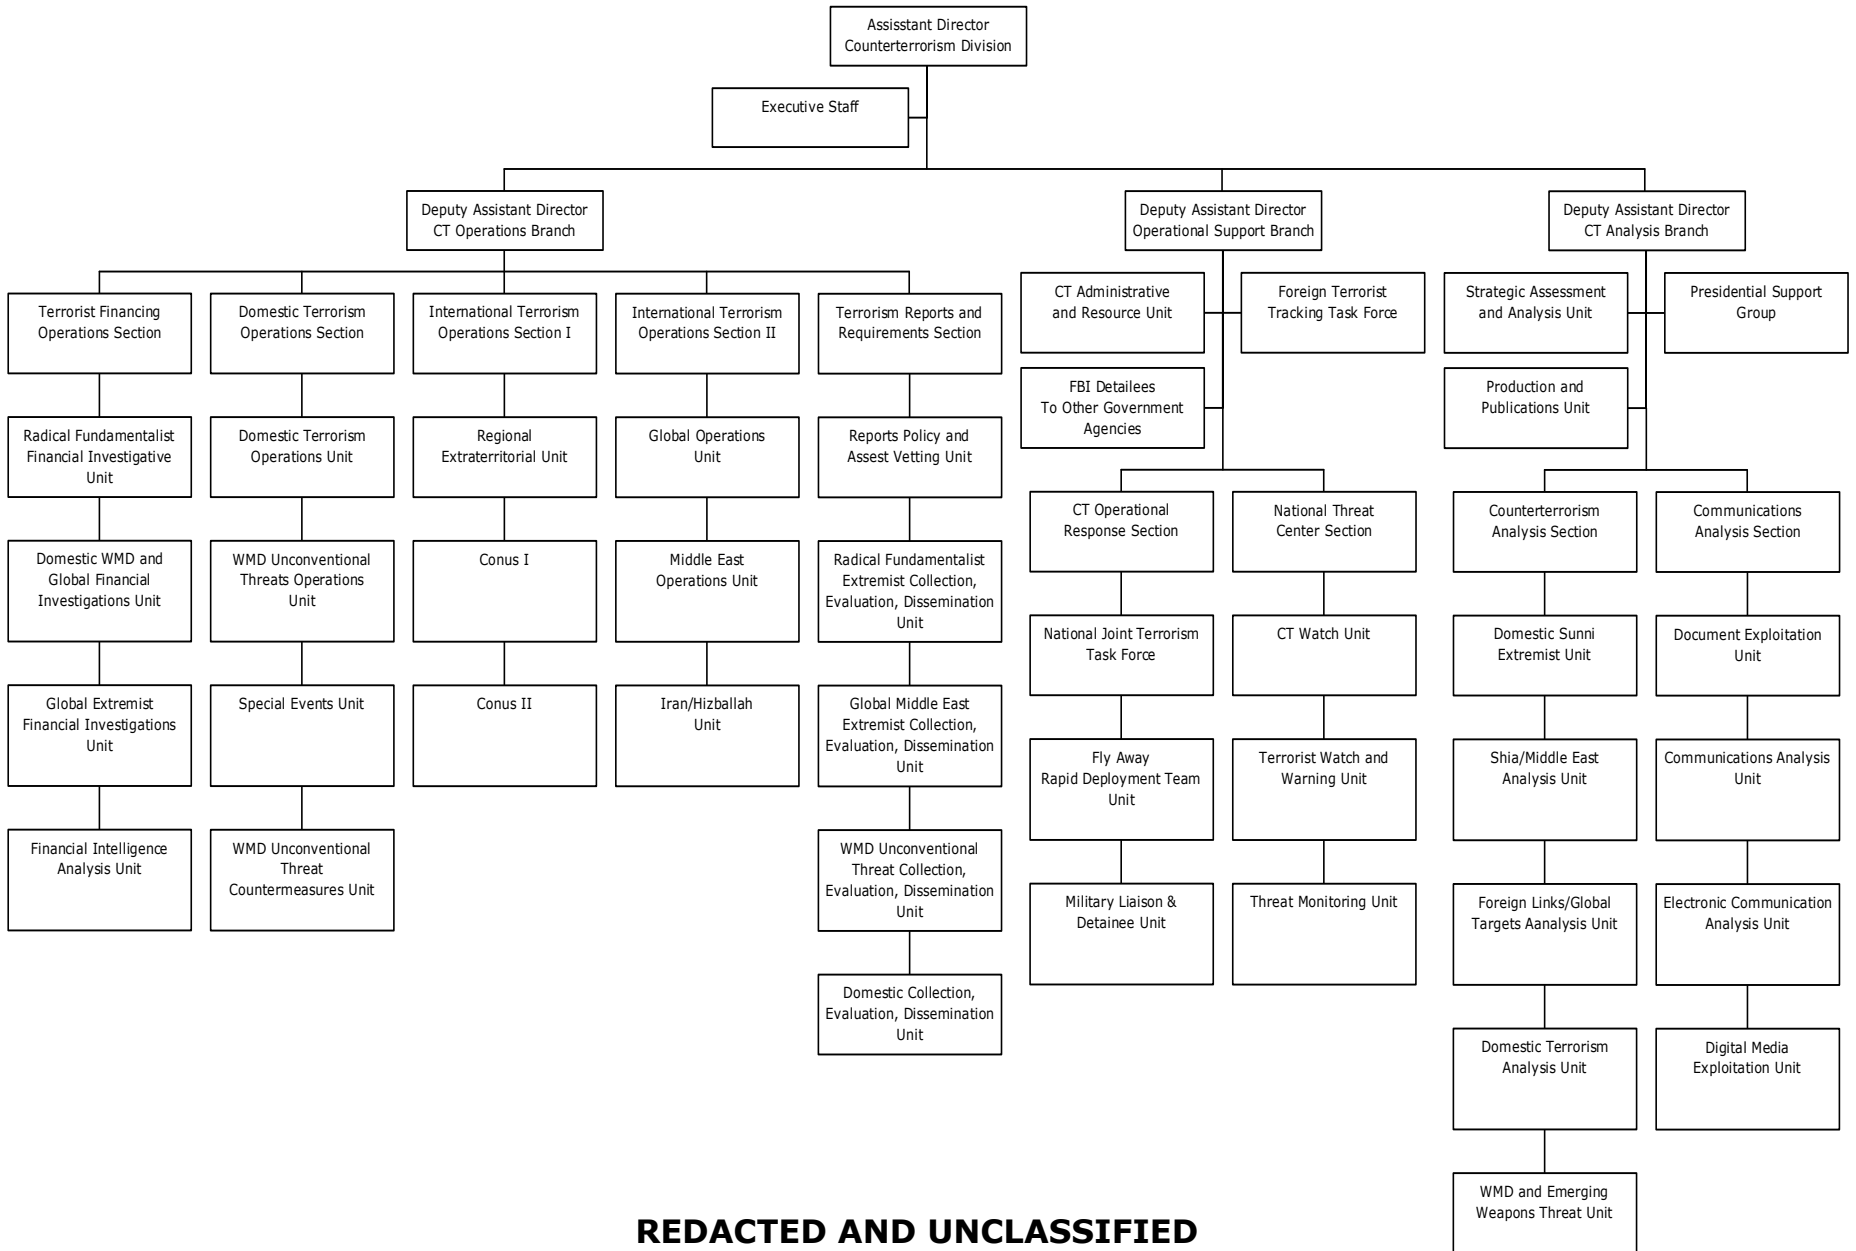 Assisstant Director
Counterterrorism Division
Executive Staff
Deputy Assistant Director
CT Operations Branch
Deputy Assistant Director
Operational Support Branch
Deputy Assistant Director
CT Analysis Branch
Terrorist Financing
Operations Section
Radical Fundamentalist
Financial Investigative
Unit
Domestic WMD and
Global Financial
Investigations Unit
Global Extremist
Financial Investigations
Unit
Financial Intelligence
Analysis Unit
Domestic Terrorism
Operations Section
Domestic Terrorism
Operations Unit
WMD Unconventional
Threats Operations
Unit
Special Events Unit
WMD Unconventional
Threat
Countermeasures Unit
International Terrorism
Operations Section I
Regional
Extraterritorial Unit
Conus I
Conus II
International Terrorism
Operations Section II
Global Operations
Unit
Middle East
Operations Unit
Iran/Hizballah
Unit
Terrorism Reports and
Requirements Section
Reports Policy and
Assest Vetting Unit
Radical Fundamentalist
Extremist Collection,
Evaluation, Dissemination
Unit
Global Middle East
Extremist Collection,
Evaluation, Dissemination
Unit
WMD Unconventional
Threat Collection,
Evaluation, Dissemination
Unit
Domestic Collection,
Evaluation, Dissemination
Unit
CT Administrative
and Resource Unit
Foreign Terrorist
Tracking Task Force
FBI Detailees
To Other Government
Agencies
CT Operational
Response Section
National Joint Terrorism
Task Force
Fly Away
Rapid Deployment Team
Unit
Military Liaison &
Detainee Unit
National Threat
Center Section
CT Watch Unit
Terrorist Watch and
Warning Unit
Threat Monitoring Unit
Strategic Assessment
and Analysis Unit
Presidential Support
Group
Production and
Publications Unit
Counterterrorism
Analysis Section
Domestic Sunni
Extremist Unit
Shia/Middle East
Analysis Unit
Foreign Links/Global
Targets Aanalysis Unit
Domestic Terrorism
Analysis Unit
WMD and Emerging
Weapons Threat Unit
Communications
Analysis Section
Document Exploitation
Unit
Communications Analysis
Unit
Electronic Communication
Analysis Unit
Digital Media
Exploitation Unit
REDACTED AND UNCLASSIFIED